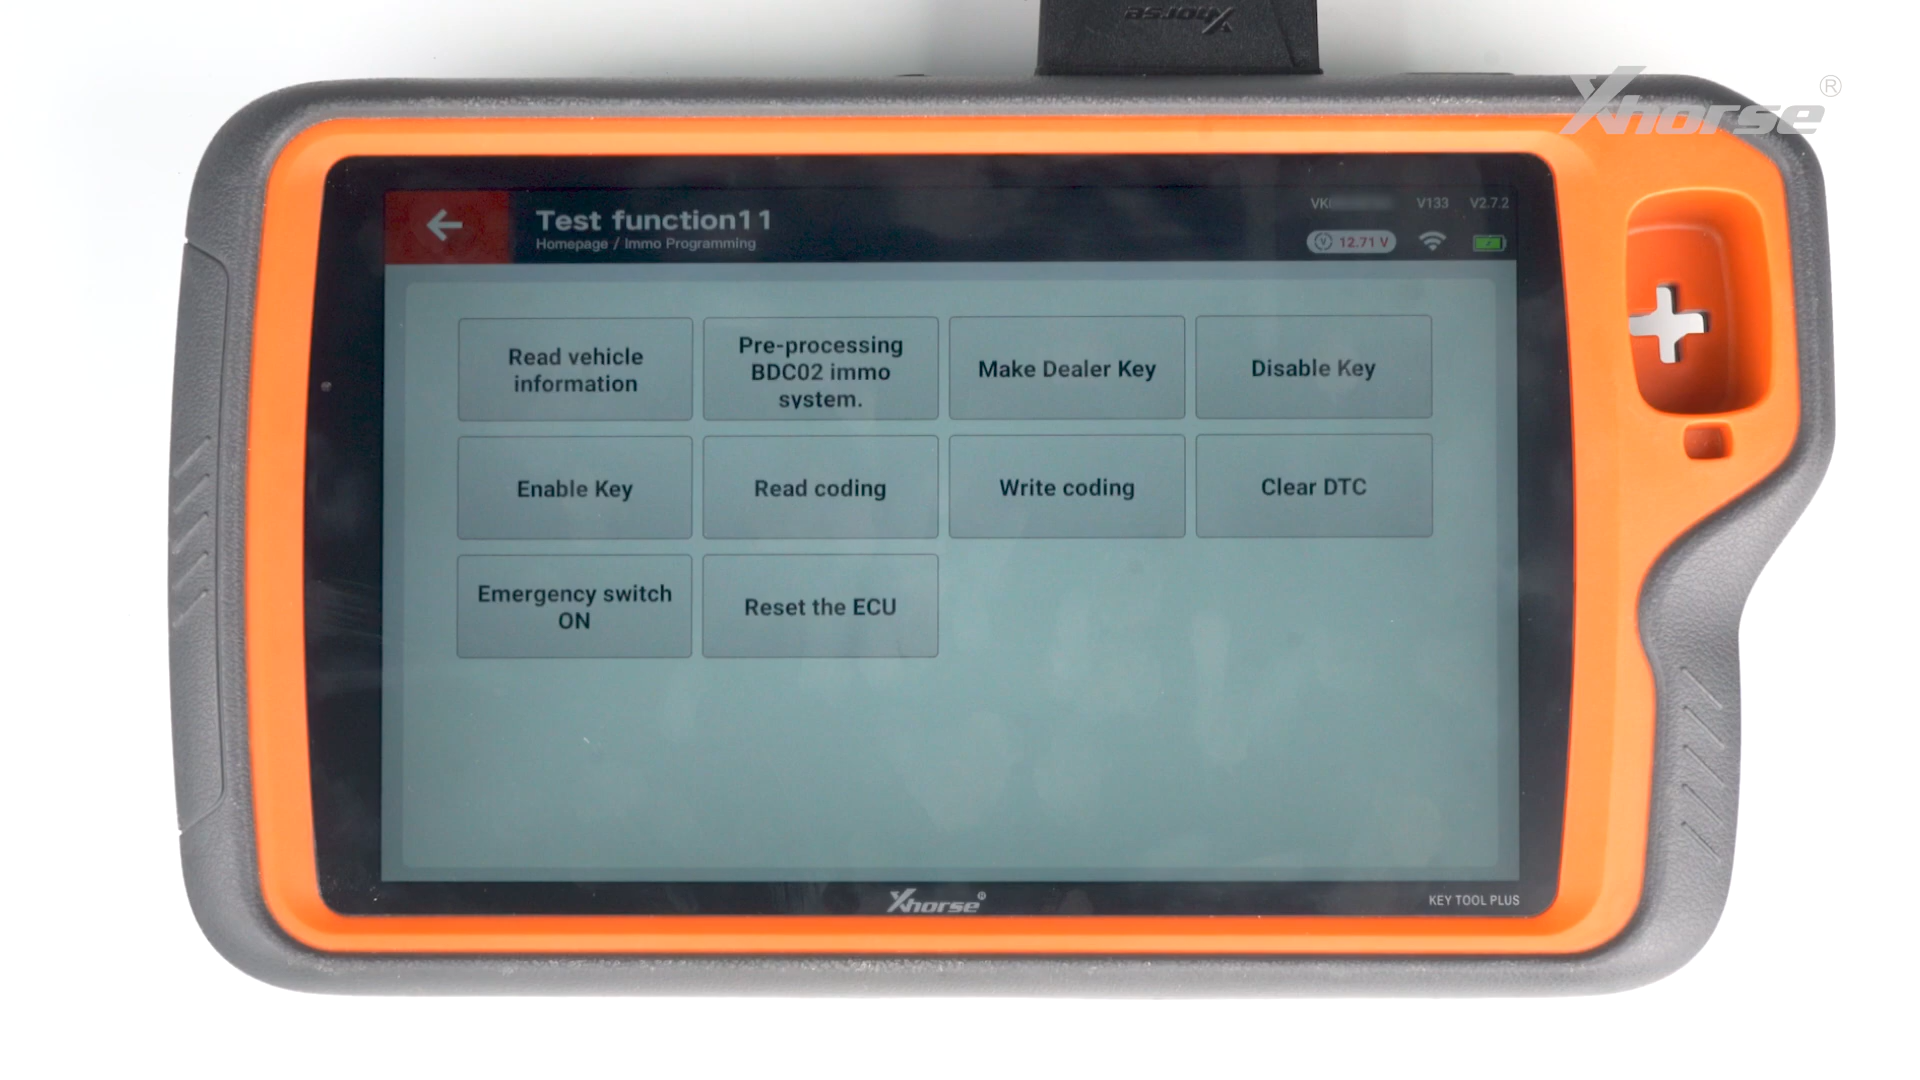 Xhorse
Xhorse®
Test function11
Homepage / Immo Programming
VK
V133
V2.7.2
12.71 V
Read vehicle
information
Pre-processing
BDC02 immo
system.
Make Dealer Key
Disable Key
Enable Key
Read coding
Write coding
Clear DTC
Emergency switch
ON
Reset the ECU
Xhorse®
KEY TOOL PLUS